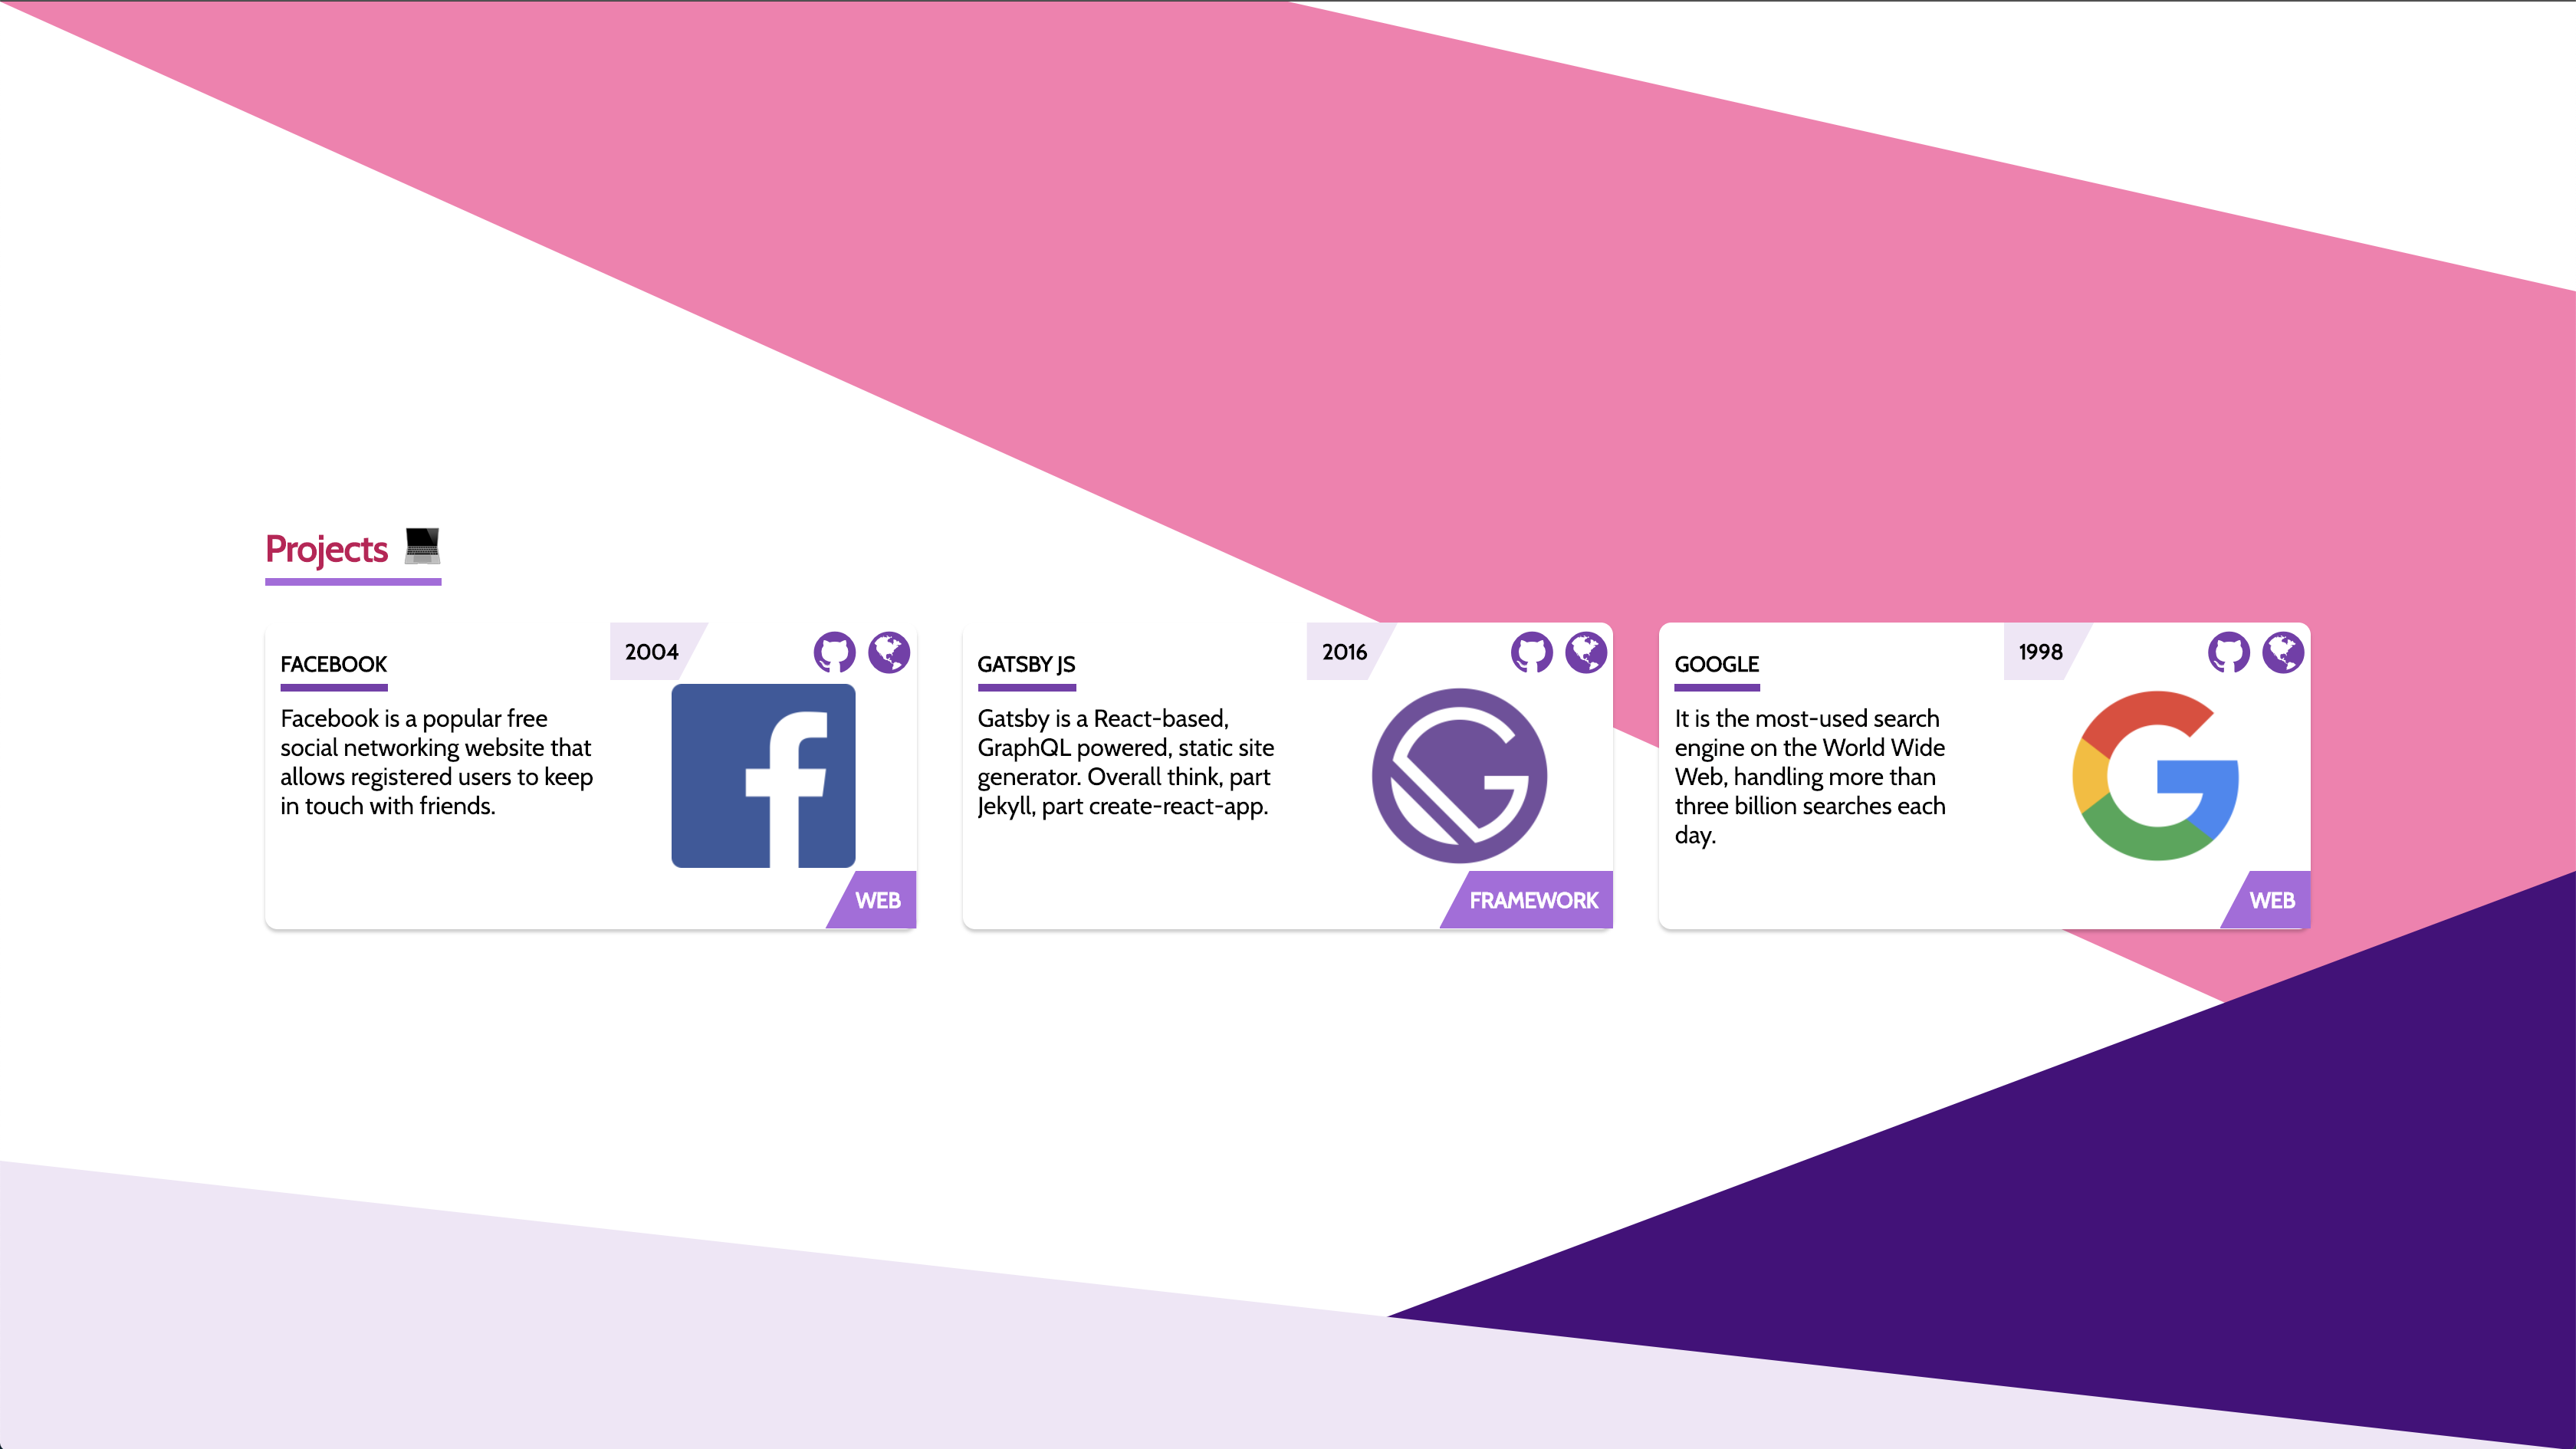 Projects 💻
FACEBOOK
2004
Facebook is a popular free
social networking website that
allows registered users to keep
in touch with friends.
WEB
GATSBY JS
2016
Gatsby is a React-based,
GraphQL powered, static site
generator. Overall think, part
Jekyll, part create-react-app.
FRAMEWORK
GOOGLE
1998
It is the most-used search
engine on the World Wide
Web, handling more than
three billion searches each
day.
WEB